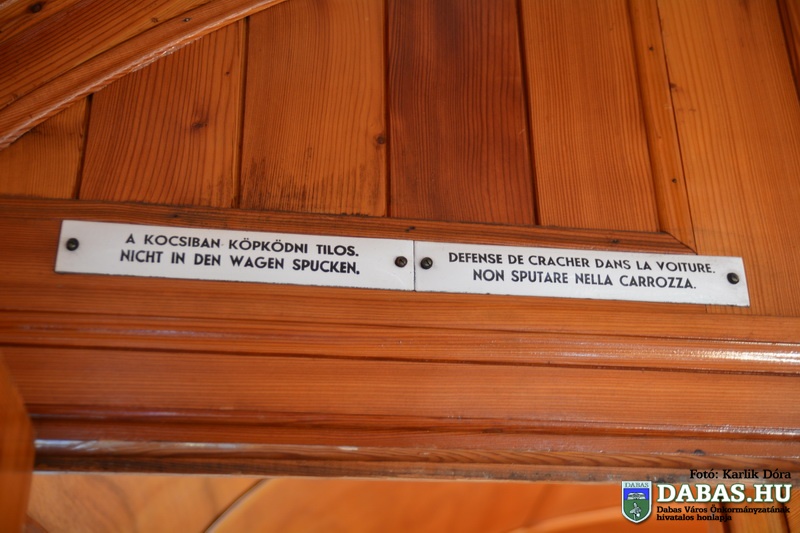 A KOCSIBAN KÖPKÖDNI TILOS.
NICHT IN DEN WAGEN SPUCKEN.
DEFENSE DE CRACHER DANS LA VOITURE.
NON SPUTARE NELLA CARROZZA.
Fotó: Karlik Dóra
DABAS
DABAS.HU
Dabas Város Önkormányzatának
hivatalos honlapja